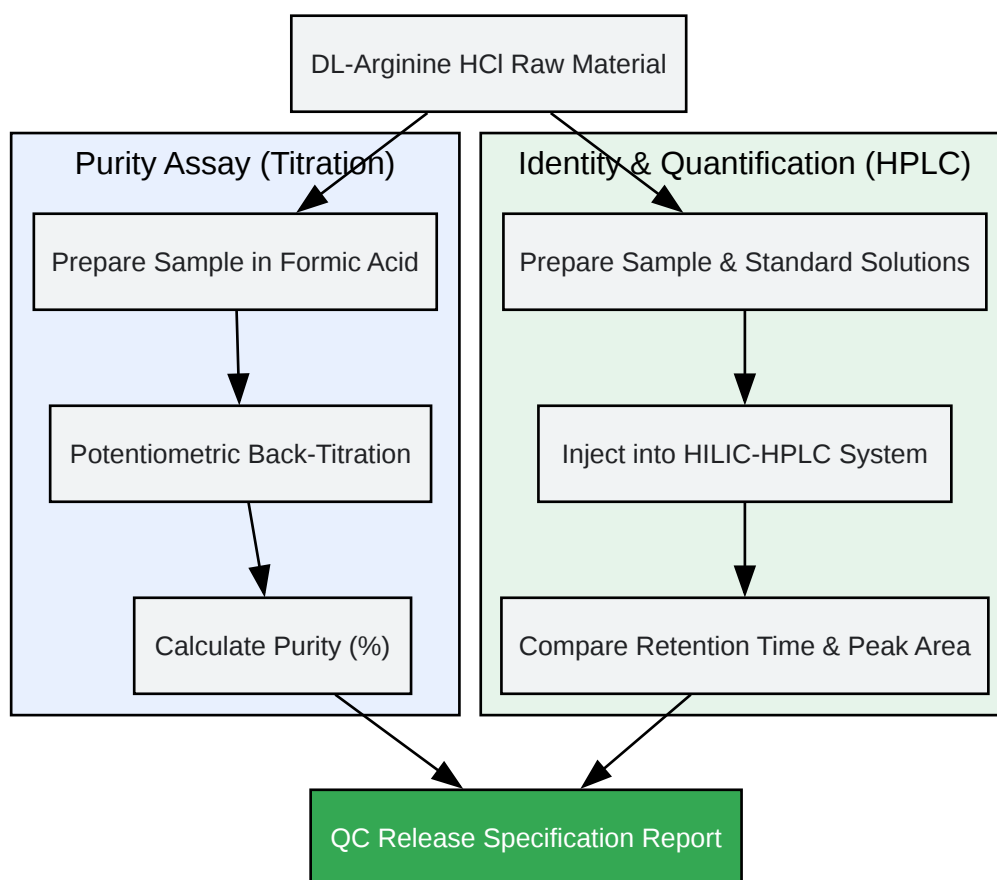 DL-Arginine HCl Raw Material
Purity Assay (Titration)
Prepare Sample in Formic Acid
Potentiometric Back-Titration
Calculate Purity (%)
Identity & Quantification (HPLC)
Prepare Sample & Standard Solutions
Inject into HILIC-HPLC System
Compare Retention Time & Peak Area
QC Release Specification Report